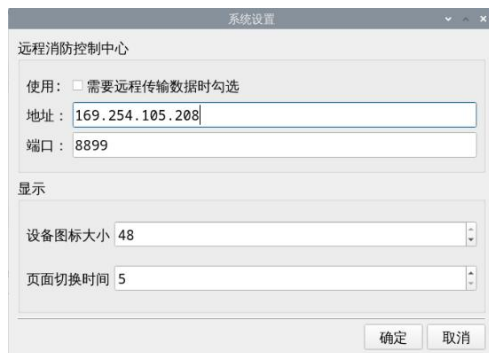 系统设置
远程消防控制中心
使用: 需要远程传输数据时勾选
地址: 169.254.105.208
端口: 8899
显示
设备图标大小 48
页面切换时间 5
确定 取消